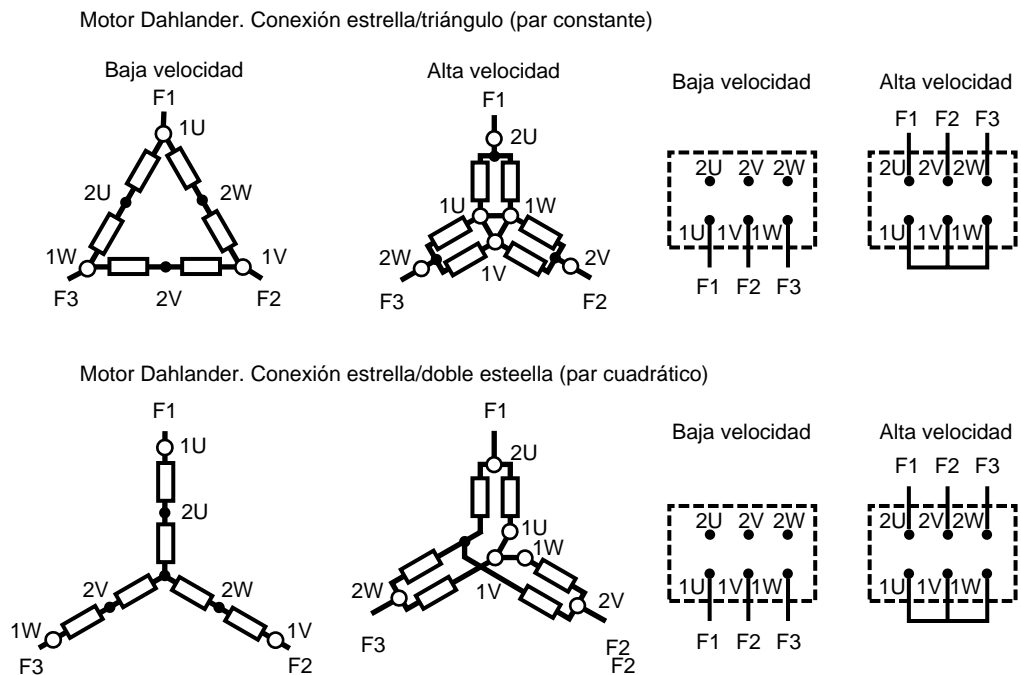 Motor Dahlander. Conexión estrella/triángulo (par constante)
Baja velocidad
F1
1U
2U
2W
1W
1V
F3
2V
F2
Alta velocidad
F1
2U
1U
1W
2W
1V
2V
F3
F2
Baja velocidad
2U 2V 2W
1U 1V 1W
F1 F2 F3
Alta velocidad
F1 F2 F3
2U 2V 2W
1U 1V 1W
Motor Dahlander. Conexión estrella/doble esteella (par cuadrático)
F1
1U
2U
2V
2W
1W
1V
F3
F2
F1
2U
1U
1W
2W
1V
2V
F3
F2
F2
Baja velocidad
2U 2V 2W
1U 1V 1W
F1 F2 F3
Alta velocidad
F1 F2 F3
2U 2V 2W
1U 1V 1W